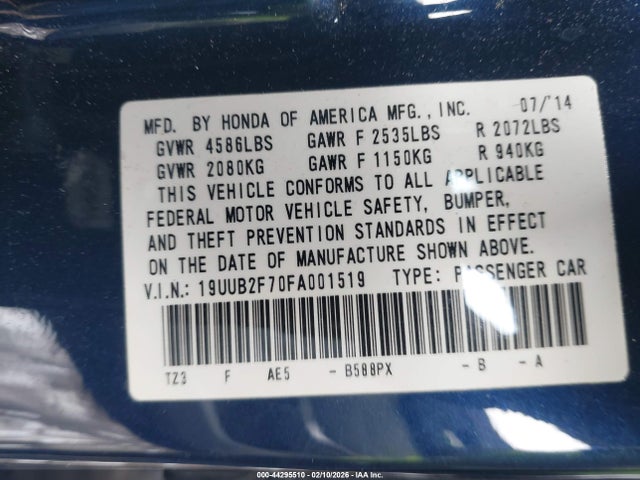 MFD. BY HONDA OF AMERICA MFG., INC. 07/'14
GVWR 4586LBS GAWR F 2535LBS R 2072LBS
GVWR 2080KG GAWR F 1150KG R 940KG
THIS VEHICLE CONFORMS TO ALL APPLICABLE
FEDERAL MOTOR VEHICLE SAFETY, BUMPER,
AND THEFT PREVENTION STANDARDS IN EFFECT
ON THE DATE OF MANUFACTURE SHOWN ABOVE.
V.I.N.: 19UUB2F70FA001519 TYPE: PASSENGER CAR
TZ3 F AE5 - B588PX - B - A
000-44295510 - 02/10/2026 - IAA Inc.